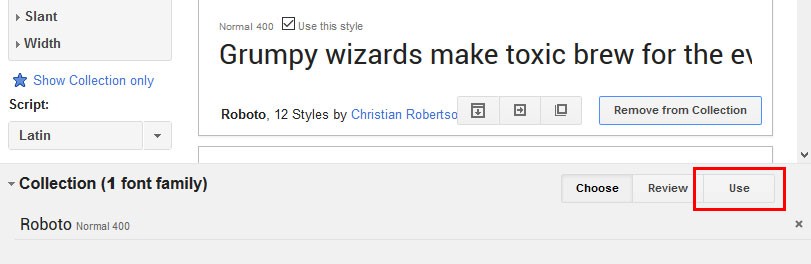 Slant
Width
Show Collection only
Script:
Latin
Normal 400 Use this style
Grumpy wizards make toxic brew for the ev
Roboto, 12 Styles by Christian Robertso
Remove from Collection
Collection (1 font family)
Choose
Review
Use
Roboto Normal 400